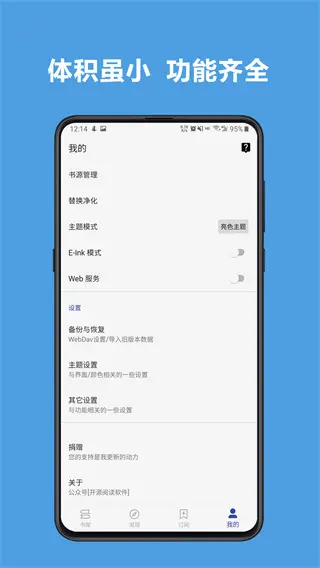 体积虽小 功能齐全
12:14
95%
我的
书源管理
替换净化
主题模式
亮色主题
E-Ink 模式
Web 服务
设置
备份与恢复
WebDav设置/导入旧版本数据
主题设置
与界面/颜色相关的一些设置
其它设置
与功能相关的一些设置
捐赠
您的支持是我更新的动力
关于
公众号[开源阅读软件]
书架
发现
订阅
我的